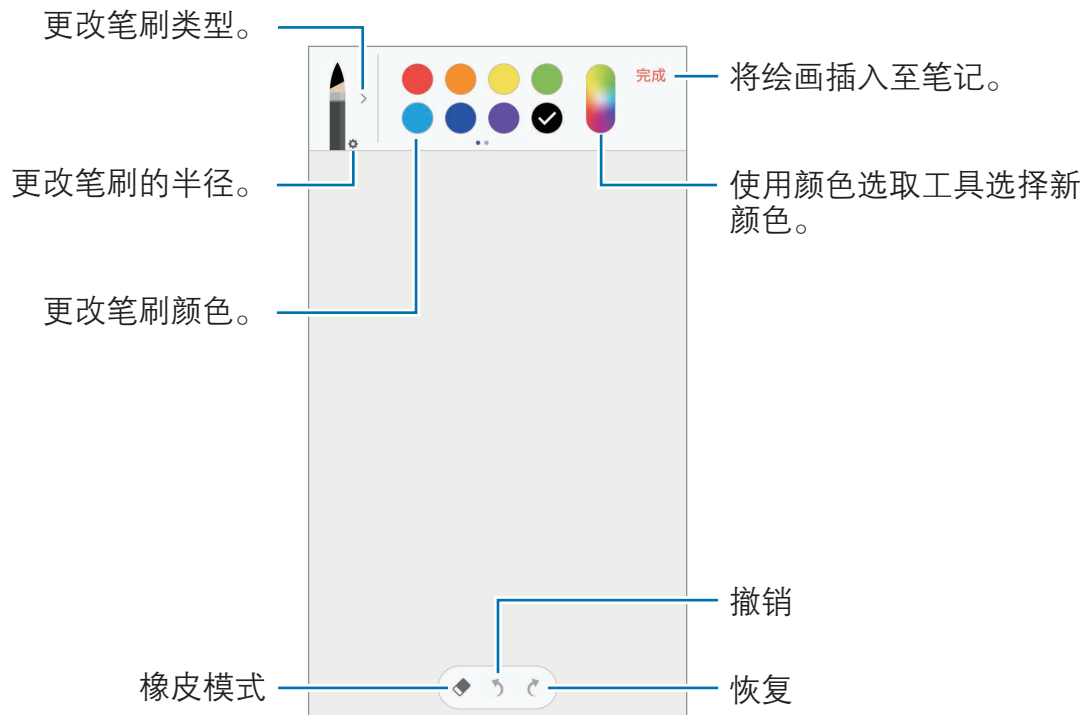 更改笔刷类型。
完成
将绘画插入至笔记。
更改笔刷的半径。
使用颜色选取工具选择新
颜色。
更改笔刷颜色。
撤销
橡皮模式
恢复